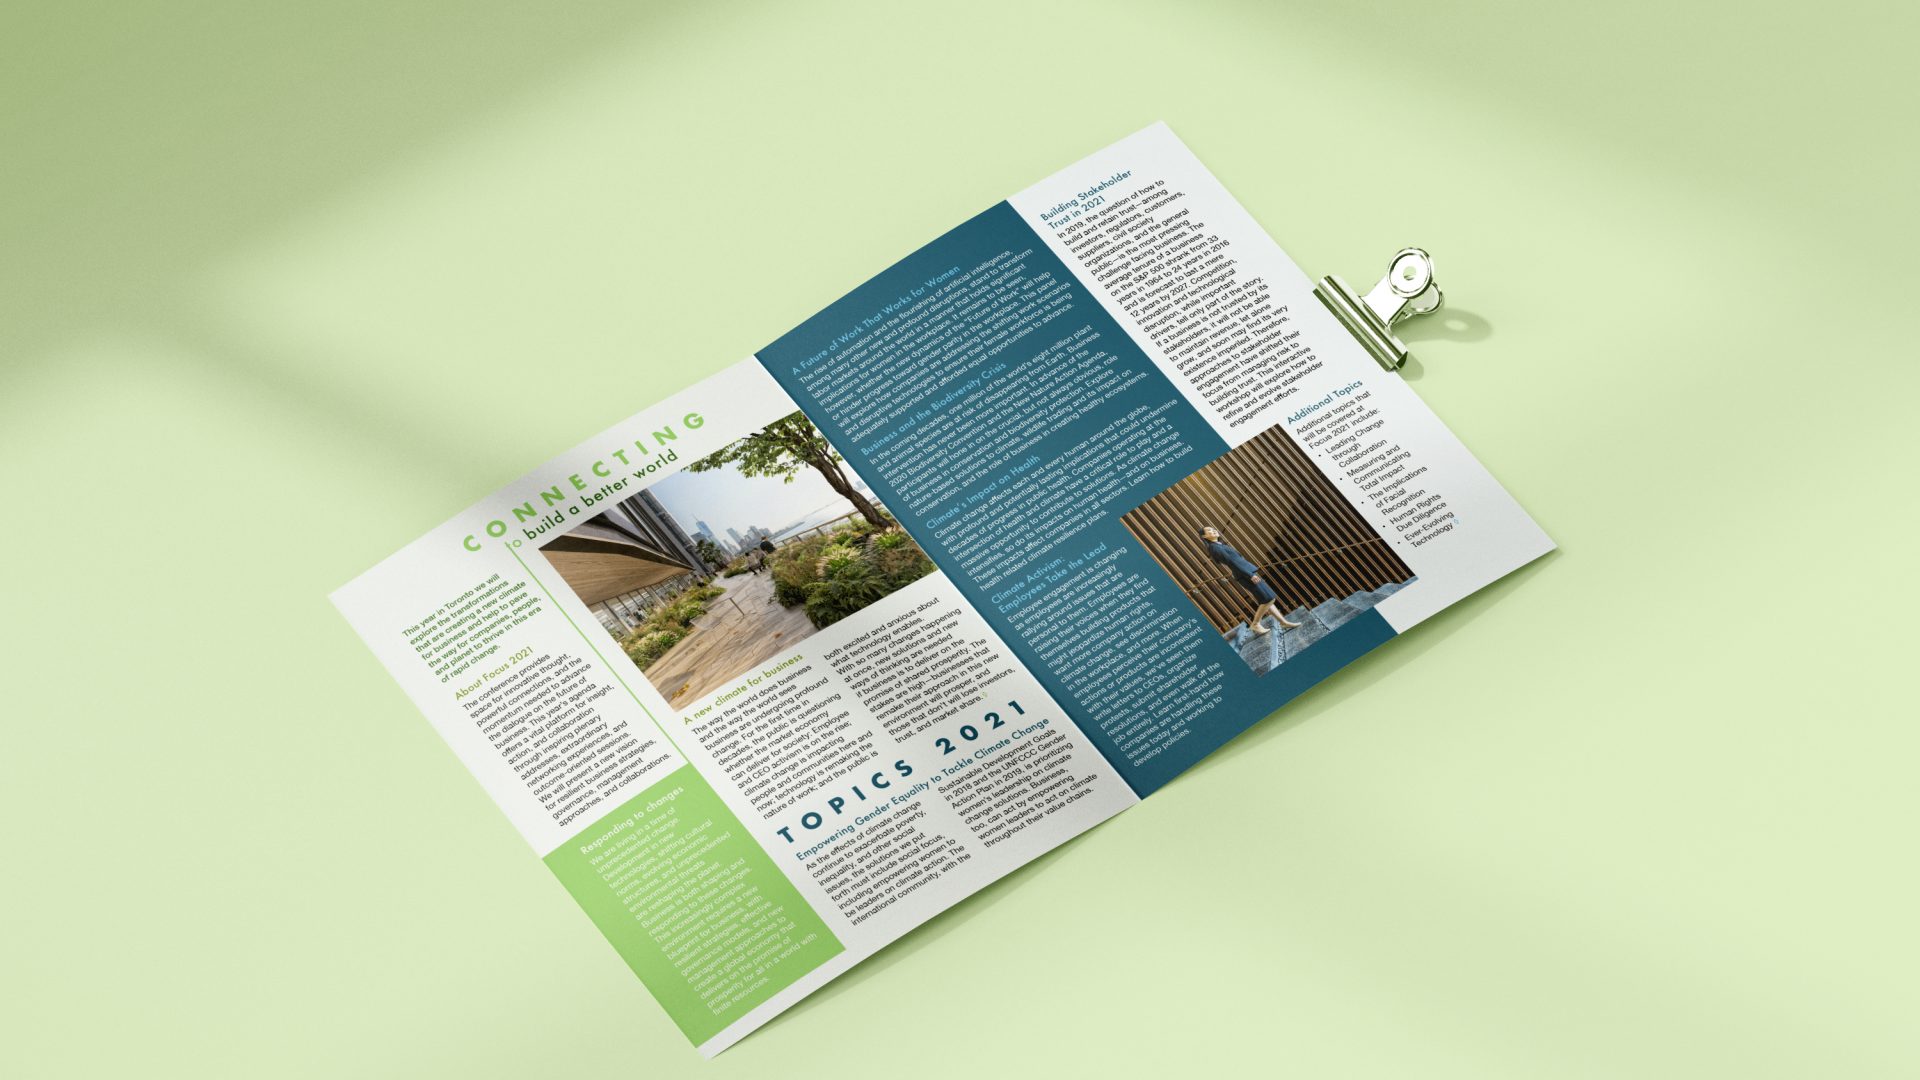 CONNECTING
to build a better world
This year in Toronto we will
explore the transformations
that are creating a new climate
for business and help to pave
the way for companies, people,
and planet to thrive in this era
of rapid change.
About Focus 2021
The conference provides
space for innovative thought,
powerful connections, and the
momentum needed to advance
the dialogue on the future of
business. This year's agenda
offers a vital platform for insight,
action, and collaboration
through inspiring plenary
addresses, extraordinary
networking experiences, and
outcome-oriented sessions.
We will present a new vision
for resilient business strategies,
governance, management
approaches, and collaborations.
Responding to changes
We are living in a time of
unprecedented change.
Development in new
technologies, shifting cultural
norms, evolving economic
structures, and unprecedented
environmental threats
are reshaping the planet.
Business is both shaping and
responding to these changes.
This increasingly complex
environment requires a new
blueprint for business, with
resilient strategies, effective
governance models, and new
management approaches to
create a global economy that
delivers on the promise of
prosperity for all in a world with
finite resources.
A new climate for business
The way the world does business
and the way the world sees
business are undergoing profound
change. For the first time in
decades, the public is questioning
whether the market economy
can deliver for society. Employee
and CEO activism is on the rise;
climate change is impacting
people and communities here and
now; technology is remaking the
nature of work; and the public is
both excited and anxious about
what technology enables.
With so many changes happening
at once, new solutions and new
ways of thinking are needed
if business is to deliver on the
promise of shared prosperity. The
stakes are high—businesses that
remake their approach in this new
environment will prosper, and
those that don't will lose investors,
trust, and market share.
TOPICS 2021
Empowering Gender Equality to Tackle Climate Change
As the effects of climate change
continue to exacerbate poverty,
inequality, and other social
issues, the solutions we put
forth must include social focus,
including empowering women to
be leaders on climate action. The
international community, with the
Sustainable Development Goals
in 2018 and the UNFCCC Gender
Action Plan in 2019, is prioritizing
women's leadership on climate
change solutions. Business,
too, can act by empowering
women leaders to act on climate
throughout their value chains.
A Future of Work That Works for Women
The rise of automation and the flourishing of artificial intelligence,
among many other new and profound disruptions, stand to transform
labor markets around the world in a manner that holds significant
implications for women in the workplace. It remains to be seen,
however, whether the new dynamics of the "Future of Work" will help
or hinder progress toward gender parity in the workplace. This panel
will explore how companies are addressing the shifting work scenarios
and disruptive technologies to ensure their female workforce is being
adequately supported and afforded equal opportunities to advance.
Business and the Biodiversity Crisis
In the coming decades, one million of the world's eight million plant
and animal species are at risk of disappearing from Earth. Business
intervention has never been more important. In advance of the
2020 Biodiversity Convention and the New Nature Action Agenda,
participants will hone in on the crucial, but not always obvious, role
of business in conservation and biodiversity protection. Explore
nature-based solutions to climate, wildlife trading and its impact on
conservation, and the role of business in creating healthy ecosystems.
Climate's Impact on Health
Climate change affects each and every human around the globe,
with profound and potentially lasting implications that could undermine
decades of progress in public health. Companies operating at the
intersection of health and climate have a critical role to play and a
massive opportunity to contribute to solutions. As climate change
intensifies, so do its impacts on human health—and on business.
These impacts affect companies in all sectors. Learn how to build
health related climate resilience plans.
Climate Activism:
Employees Take the Lead
Employee engagement is changing
as employees are increasingly
rallying around issues that are
personal to them. Employees are
raising their voice when they find
themselves building products that
might jeopardize human rights,
want more company action on
climate change, see discrimination
in the workplace, and more. When
employees perceive their company's
actions or products are inconsistent
with their values, we've seen them
write letters to CEOs, organize
protests, submit shareholder
resolutions, and even walk off the
job entirely. Learn first-hand how
companies are handling these
issues today and working to
develop policies.
Building Stakeholder
Trust in 2021
In 2019, the question of how to
build and retain trust—among
investors, regulators, customers,
suppliers, civil society
organizations, and the general
public—is the most pressing
challenge facing business. The
average tenure of a business
on the S&P 500 shrank from 33
years in 1964 to 24 years in 2016
and is forecast to last a mere
12 years by 2027. Competition,
innovation and technological
disruption, while important
drivers, tell only part of the story.
If a business is not trusted by its
stakeholders, it will not be able
to maintain revenue, let alone
grow, and soon may find its very
existence imperiled. Therefore,
approaches to stakeholder
engagement have shifted their
focus from managing risk to
building trust. This interactive
workshop will explore how to
refine and evolve stakeholder
engagement efforts.
Additional Topics
Additional topics that
will be covered at
Focus 2021 include:
• Leading Change
through
Collaboration
• Measuring and
Communicating
Total Impact
• The Implications
of Facial
Recognition
• Human Rights
Due Diligence
• Ever-Evolving
Technology